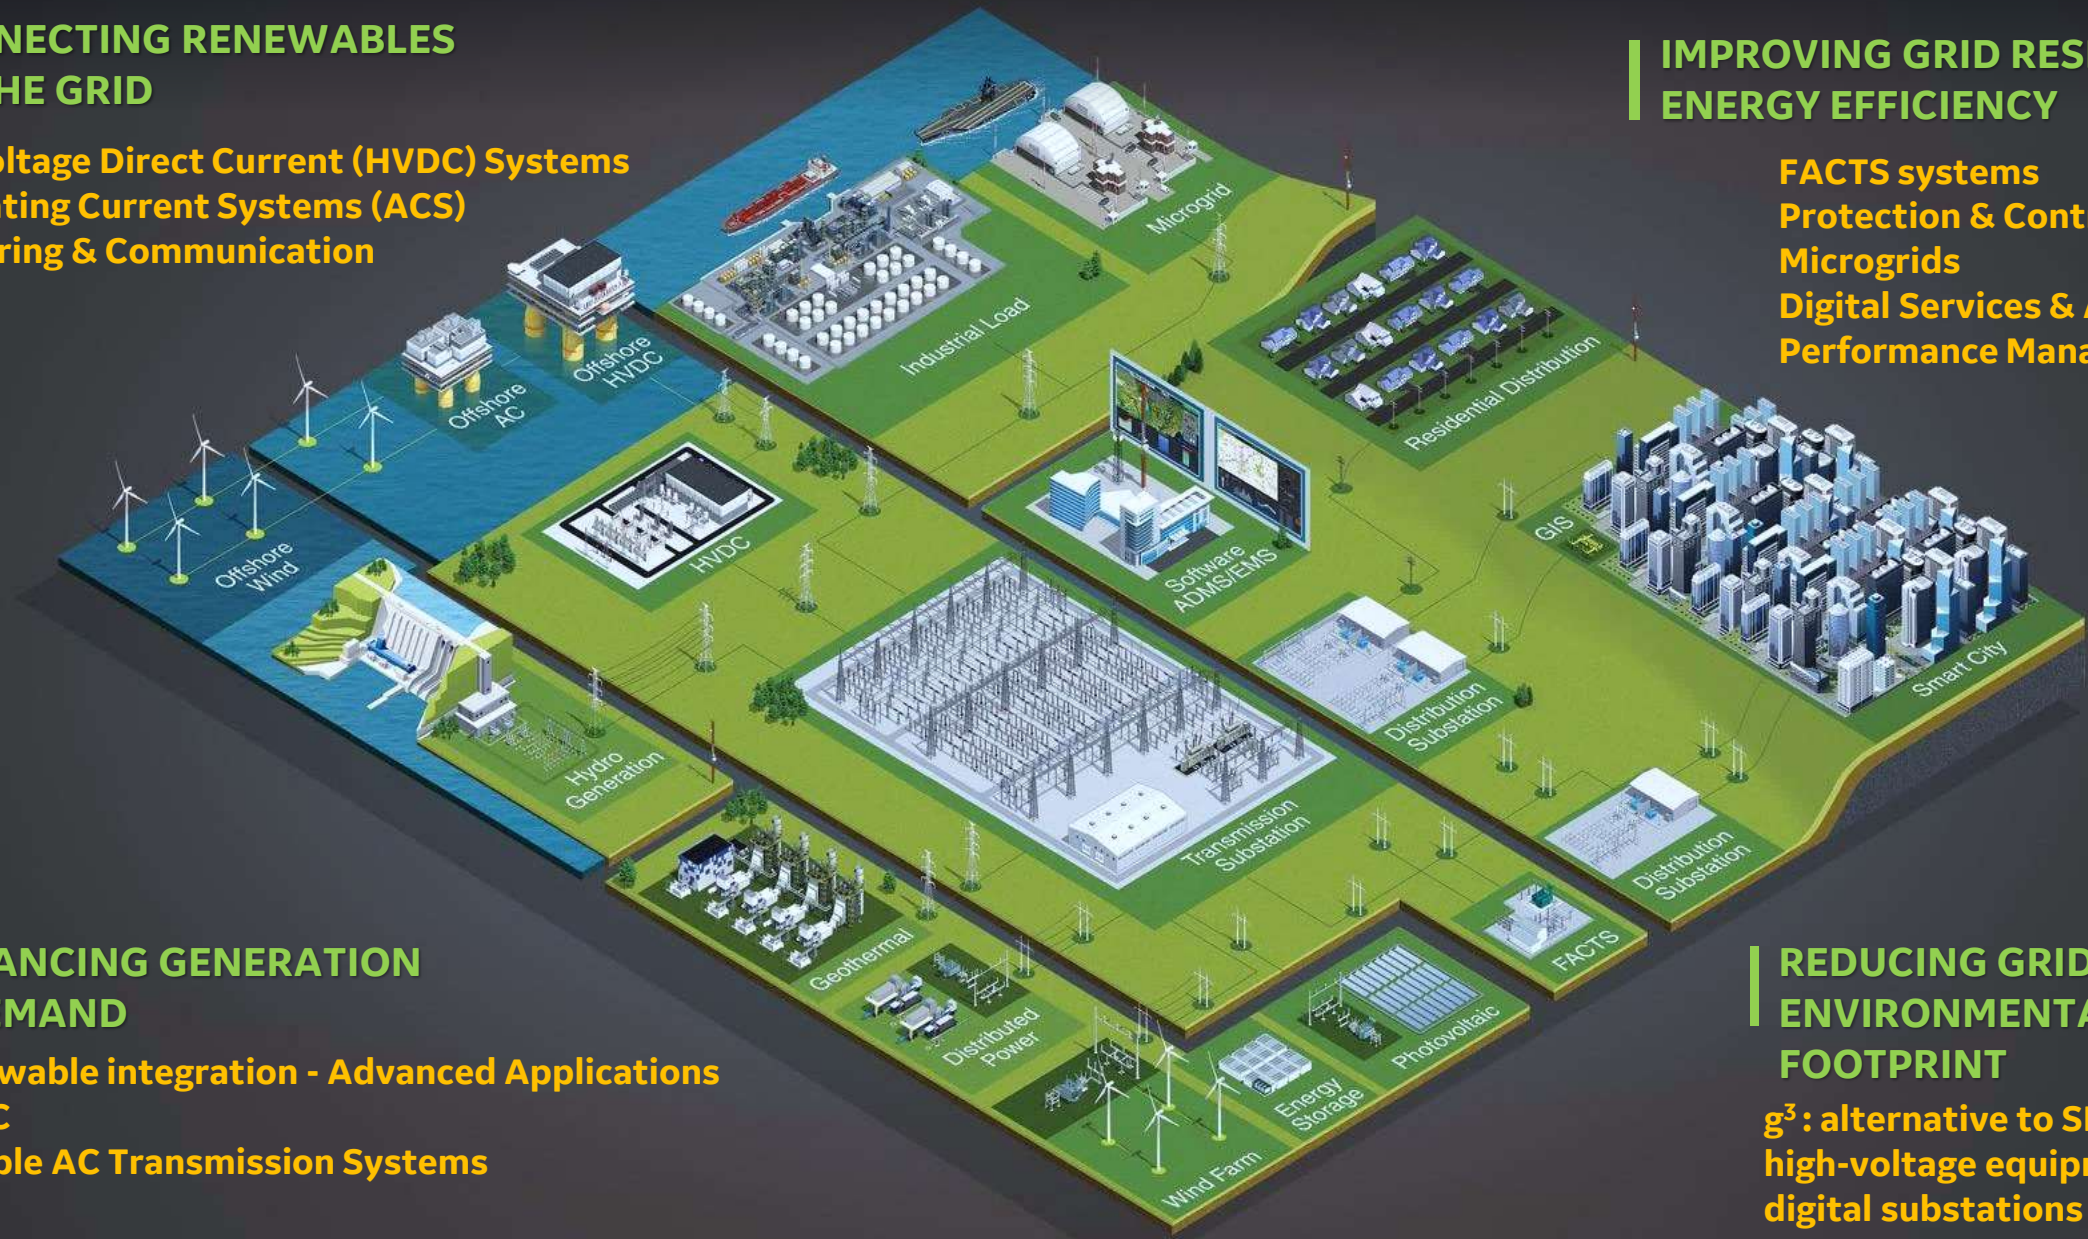 NECTING RENEWABLES
HE GRID
oltage Direct Current (HVDC) Systems
ating Current Systems (ACS)
ring & Communication
IMPROVING GRID RES
ENERGY EFFICIENCY
FACTS systems
Protection & Cont
Microgrids
Digital Services &
Performance Mana
Microgrid
Industrial Load
Offshore
HVDC
Offshore
AC
Residential Distribution
Offshore
Wind
HVDC
Software
ADMS/EMS
GIS
Smart City
Hydro
Generation
Distribution
Substation
Transmission
Substation
Distribution
Substation
Geothermal
FACTS
Distributed
Power
Photovoltaic
Energy
Storage
Wind Farm
ANCING GENERATION
EMAND
wable integration - Advanced Applications
C
ble AC Transmission Systems
REDUCING GRID
ENVIRONMENTA
FOOTPRINT
g³ : alternative to S
high-voltage equip
digital substations